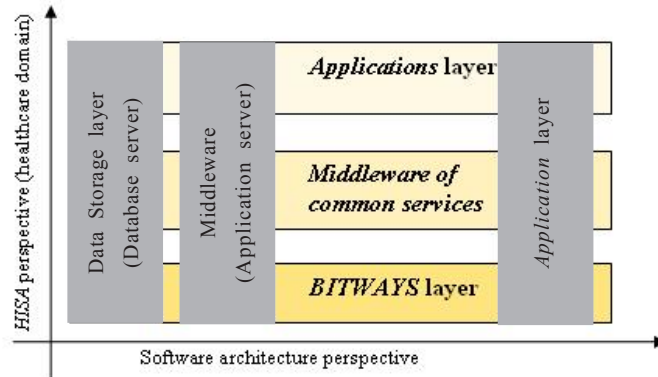 HISA perspective (healthcare domain)
Data Storage layer
(Database server)
Middleware
(Application server)
Applications layer
Middleware of
common services
BITWAYS layer
Application layer
Software architecture perspective